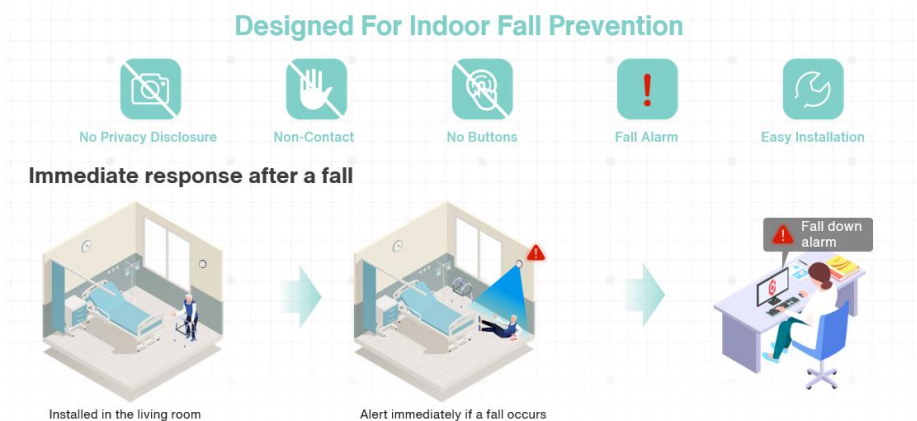 Designed For Indoor Fall Prevention
No Privacy Disclosure
Non-Contact
No Buttons
Fall Alarm
Easy Installation
Immediate response after a fall
Fall down
alarm
Installed in the living room
Alert immediately if a fall occurs